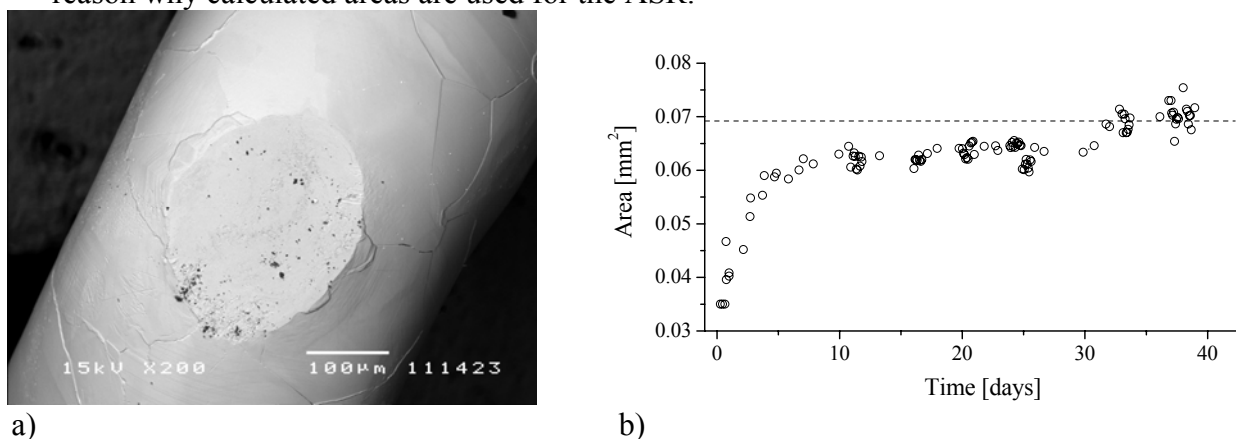 reason why calculated areas are used for the ASR.
15kV X200 100µm 111423
0.08
0.07
0.06
0.05
0.04
0.03
Area [mm²]
0 10 20 30 40
Time [days]
a) b)